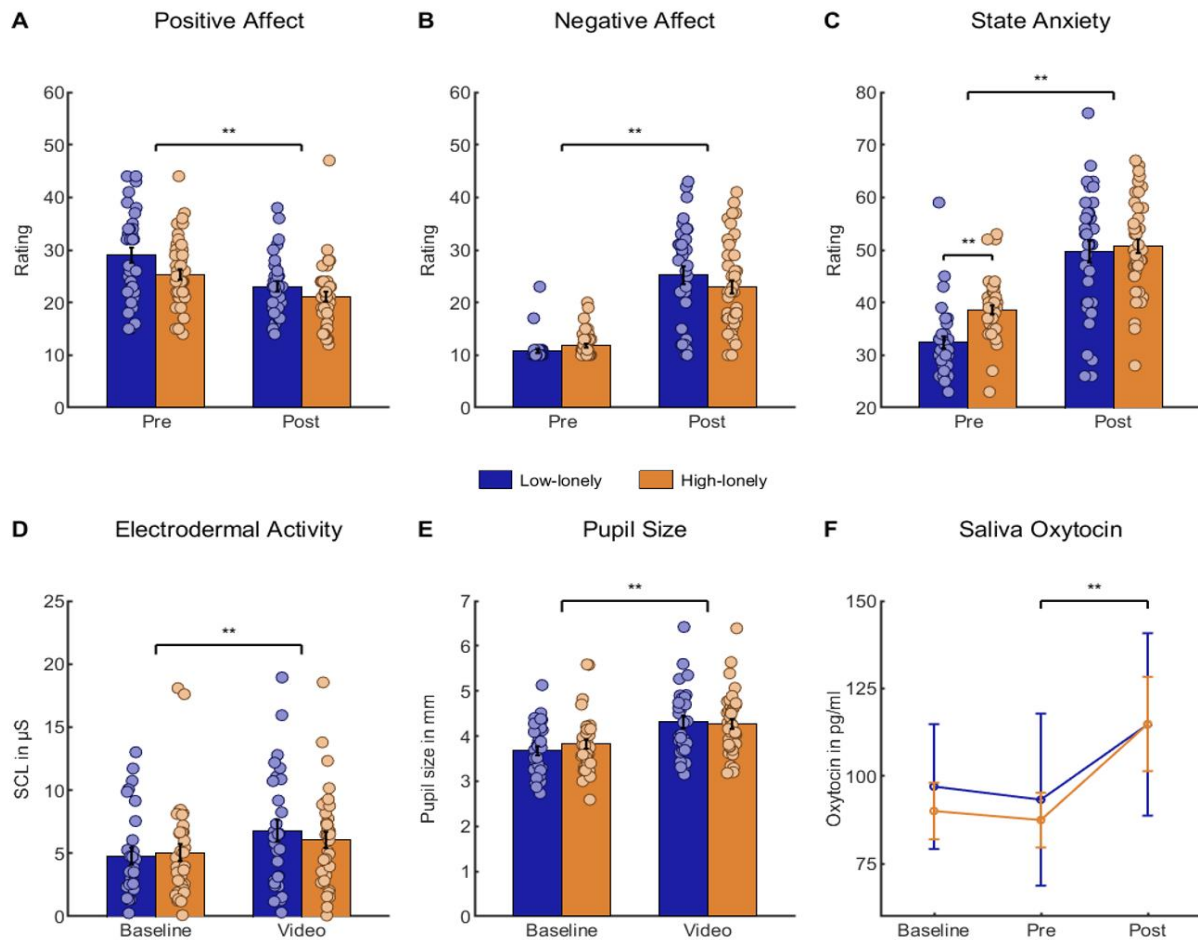 A Positive Affect
60
50
40
30
20
10
0
Rating
**
Pre Post
B Negative Affect
60
50
40
30
20
10
0
Rating
**
Pre Post
C State Anxiety
80
70
60
50
40
30
20
Rating
**
**
Pre Post
Low-lonely High-lonely
D Electrodermal Activity
25
20
15
10
5
0
SCL in µS
**
Baseline Video
E Pupil Size
7
6
5
4
3
2
1
0
Pupil size in mm
**
Baseline Video
F Saliva Oxytocin
150
125
100
75
Oxytocin in pg/ml
**
Baseline Pre Post